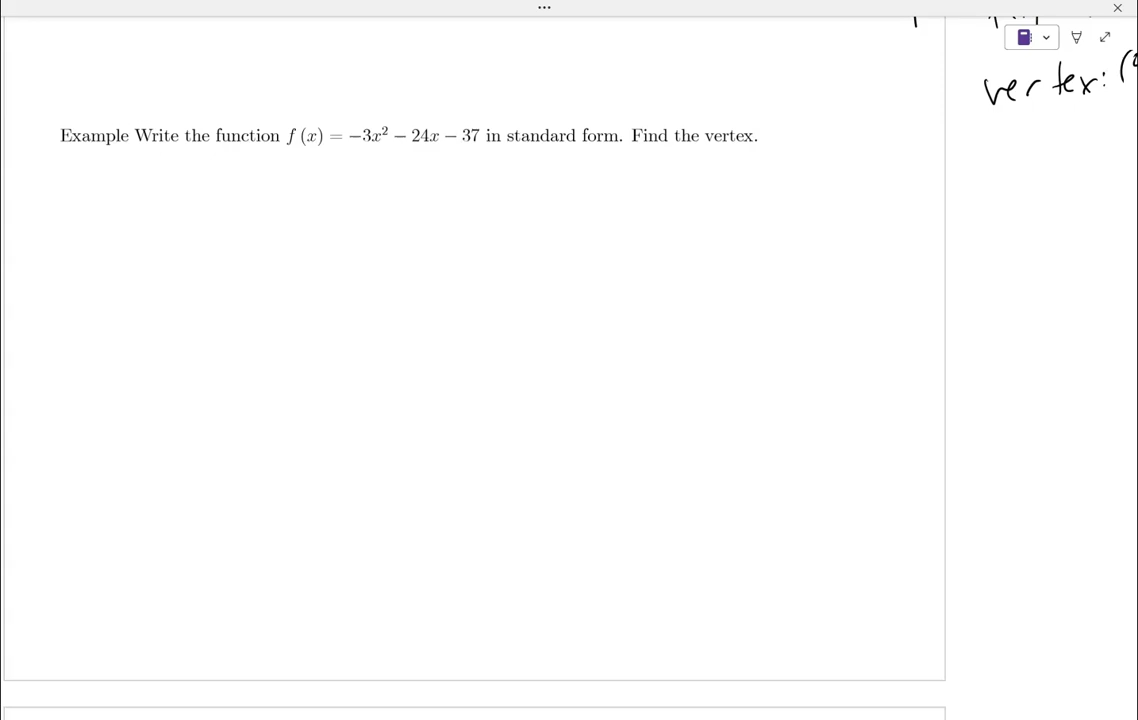 vertex:
Example Write the function f (x) = −3x² − 24x − 37 in standard form. Find the vertex.